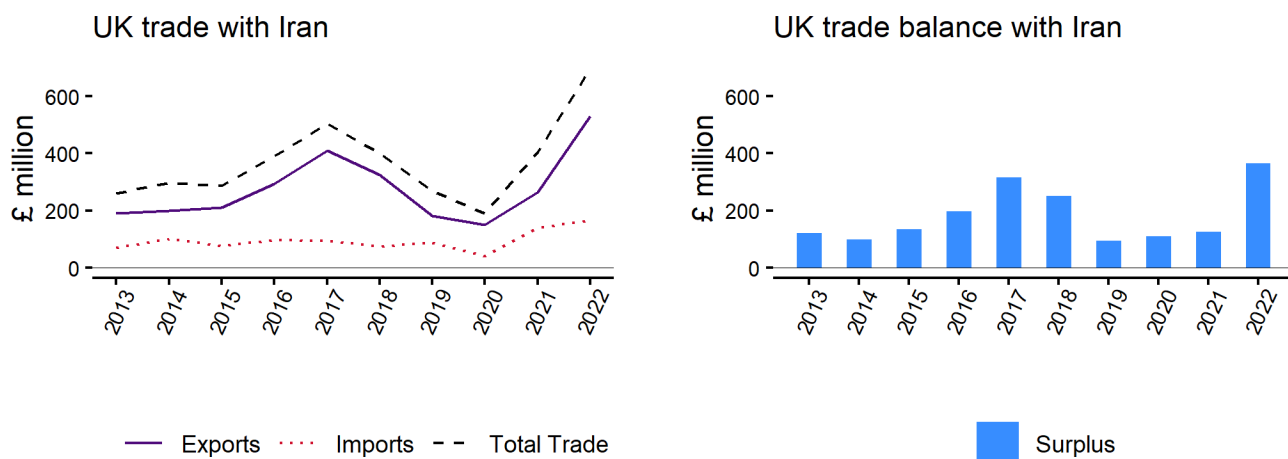 UK trade with Iran
£ million
600
400
200
0
2013 2014 2015 2016 2017 2018 2019 2020 2021 2022
Exports Imports Total Trade
UK trade balance with Iran
£ million
600
400
200
0
2013 2014 2015 2016 2017 2018 2019 2020 2021 2022
Surplus